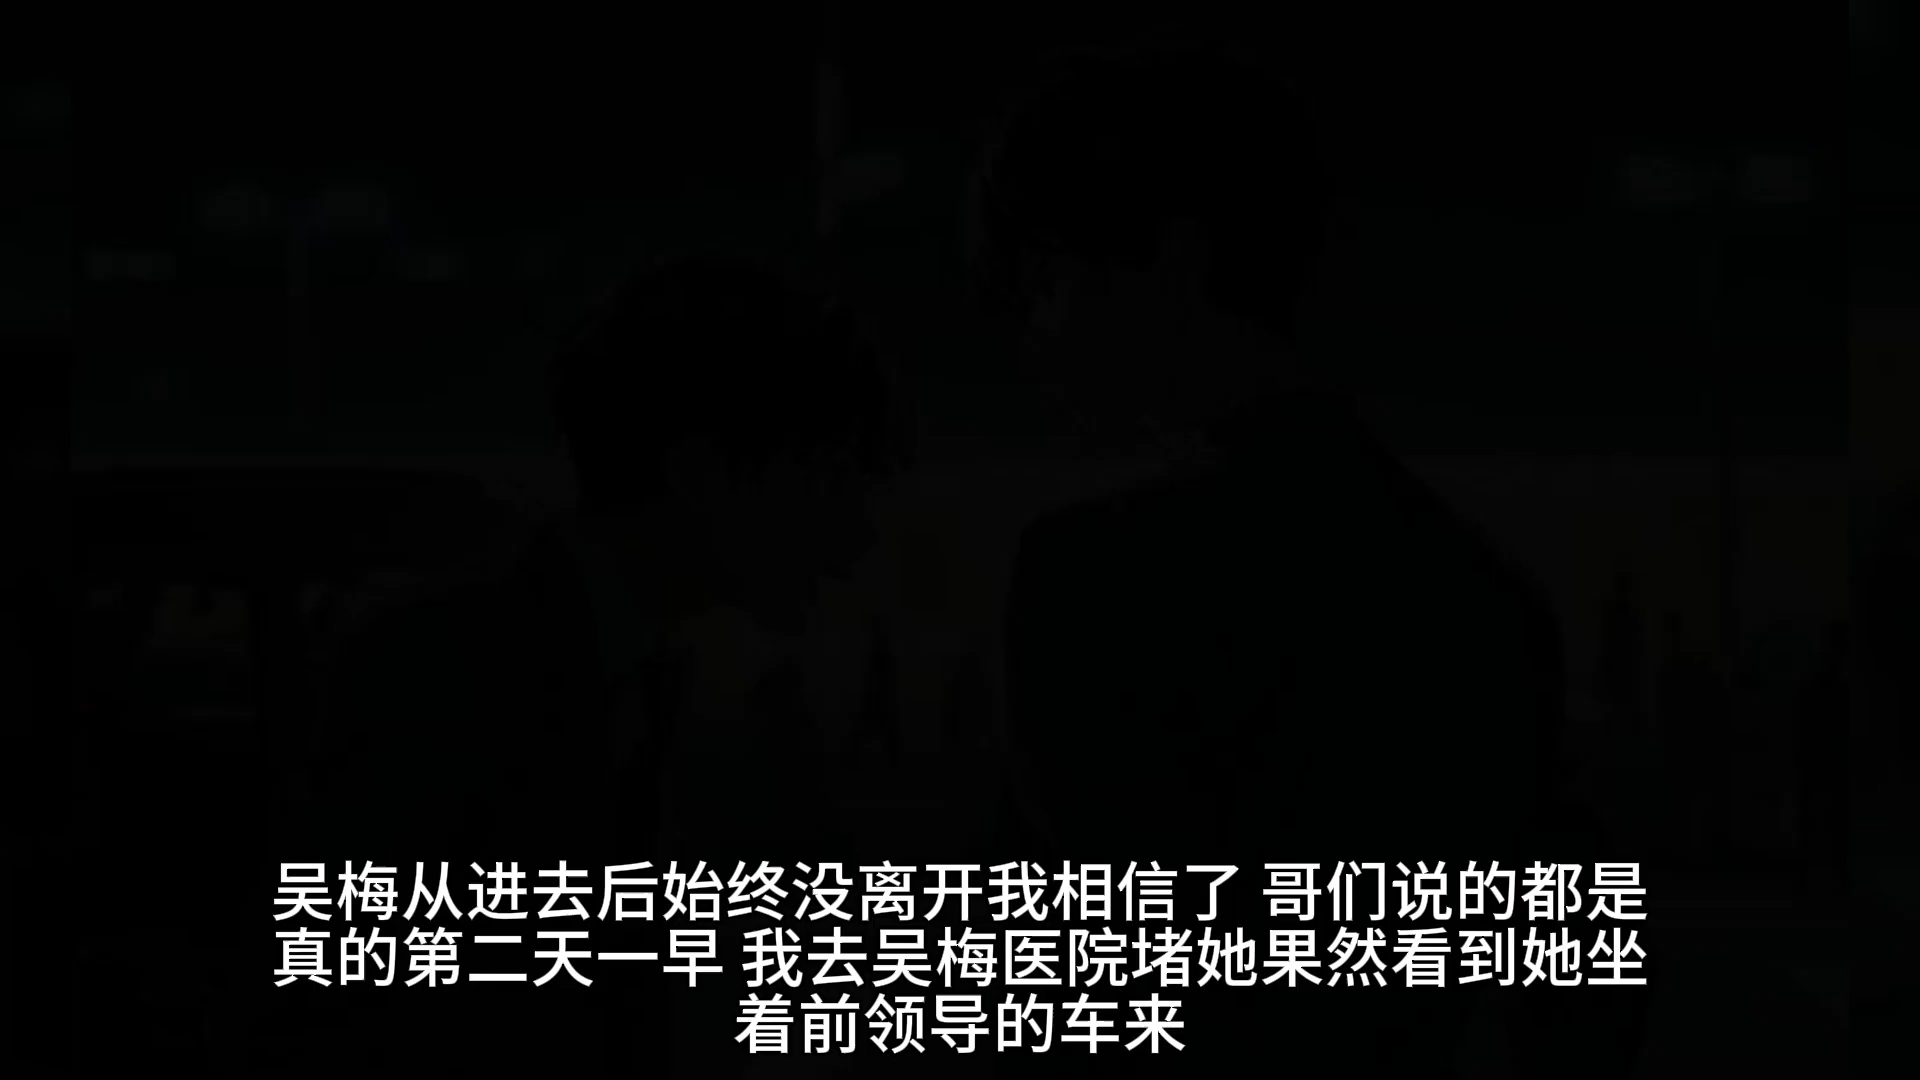 吴梅从进去后始终没离开我相信了 哥们说的都是
真的第二天一早 我去吴梅医院堵她果然看到她坐
着前领导的车来